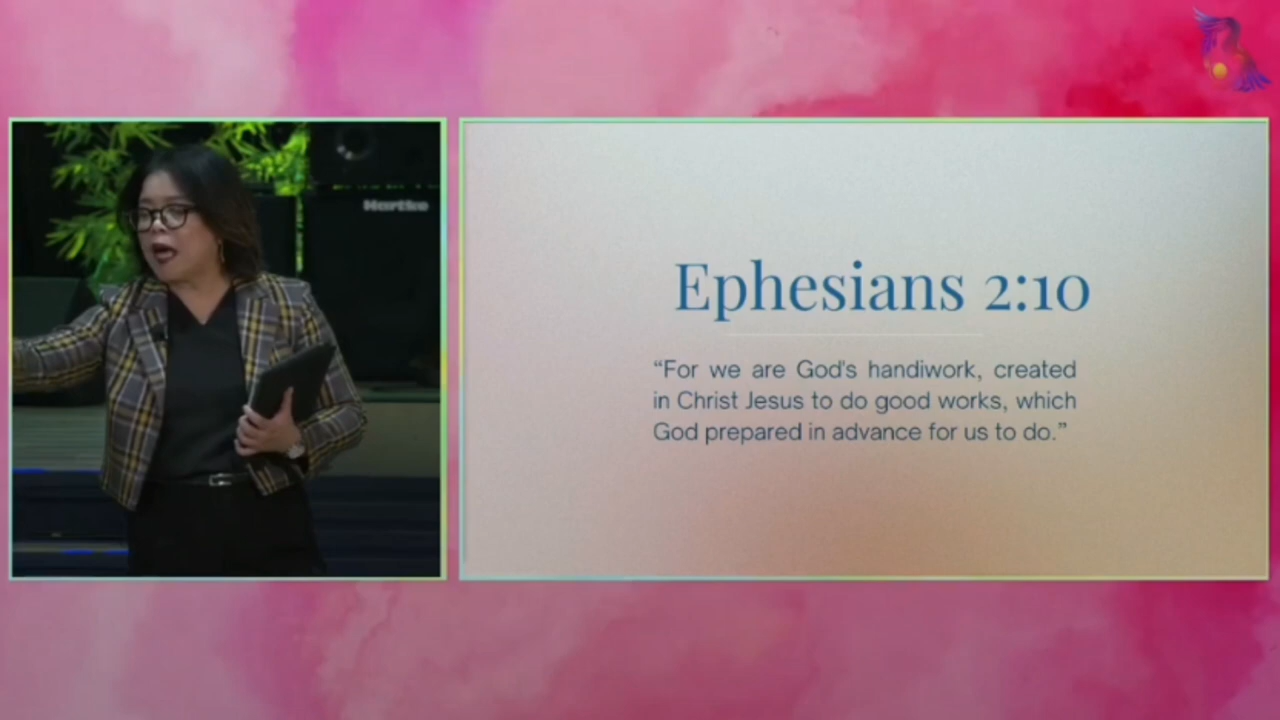 Hartke
Ephesians 2:10
“For we are God's handiwork, created
in Christ Jesus to do good works, which
God prepared in advance for us to do.”